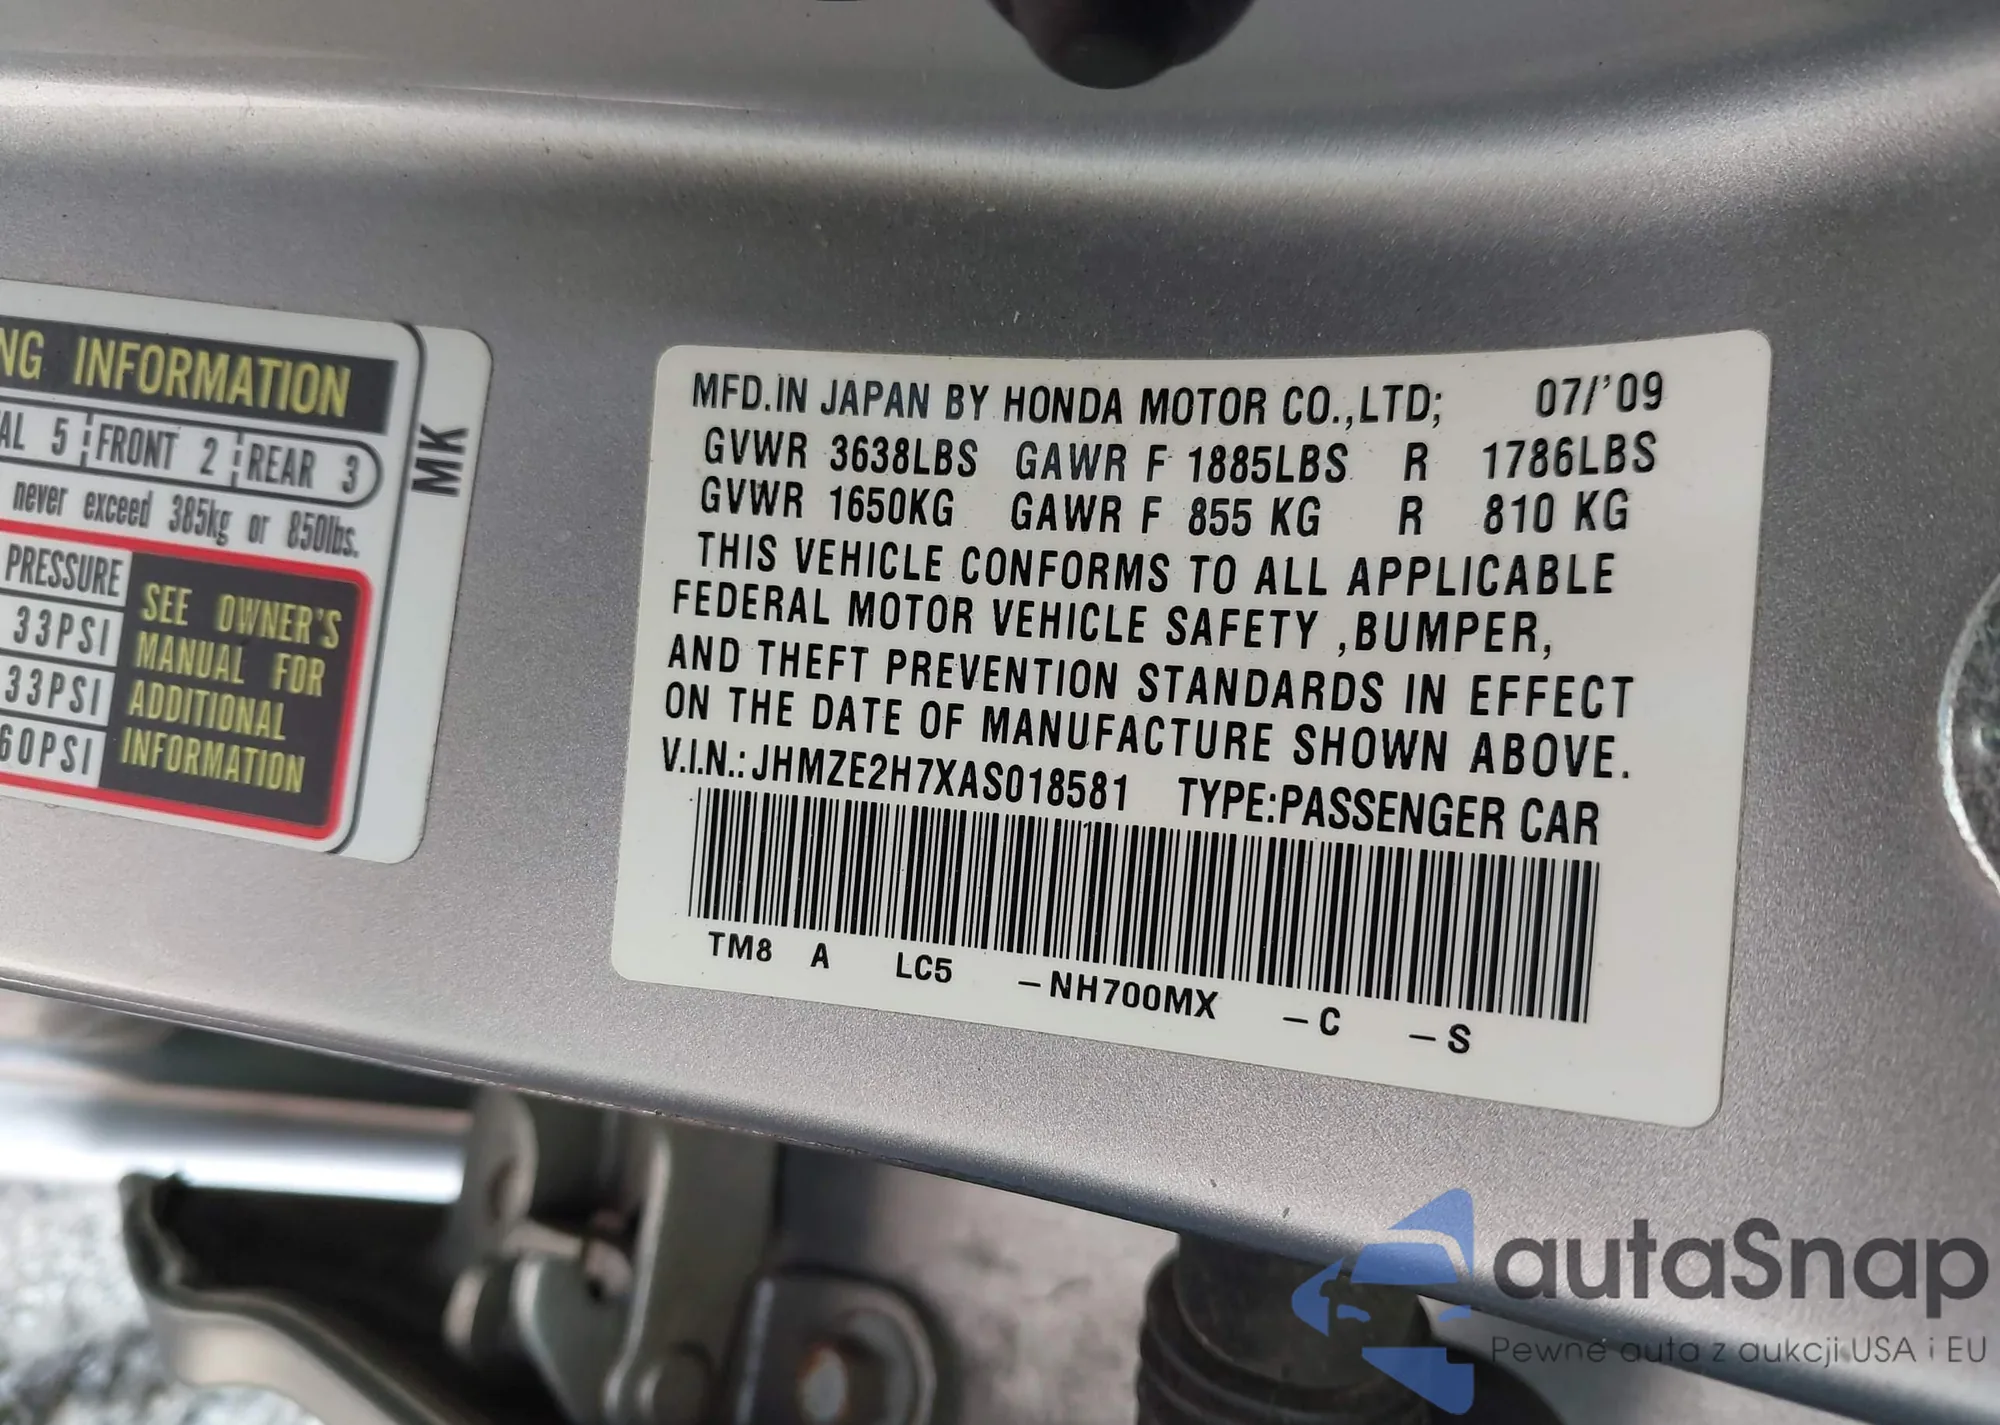 NG INFORMATION
AL 5 FRONT 2 REAR 3
never exceed 385kg or 850lbs.
PRESSURE
33PSI
33PSI
60PSI
SEE OWNER'S
MANUAL FOR
ADDITIONAL
INFORMATION
MK
MFD.IN JAPAN BY HONDA MOTOR CO.,LTD; 07/'09
GVWR 3638LBS GAWR F 1885LBS R 1786LBS
GVWR 1650KG GAWR F 855 KG R 810 KG
THIS VEHICLE CONFORMS TO ALL APPLICABLE
FEDERAL MOTOR VEHICLE SAFETY ,BUMPER,
AND THEFT PREVENTION STANDARDS IN EFFECT
ON THE DATE OF MANUFACTURE SHOWN ABOVE.
V.I.N.:JHMZE2H7XAS018581 TYPE:PASSENGER CAR
TM8 A LC5 -NH700MX -C -S
autaSnap
Pewne auta z aukcji USA i EU